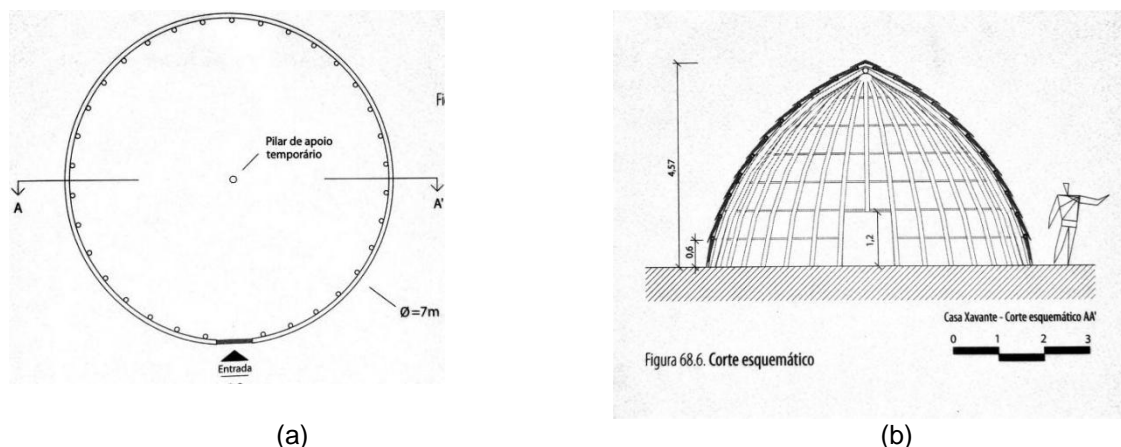 Pilar de apoio
temporário
A
A'
Ø=7m
Entrada
Fi
4,57
0,6
1,2
Casa Xavante - Corte esquemático AA'
0 1 2 3
Figura 68.6. Corte esquemático
(a)
(b)